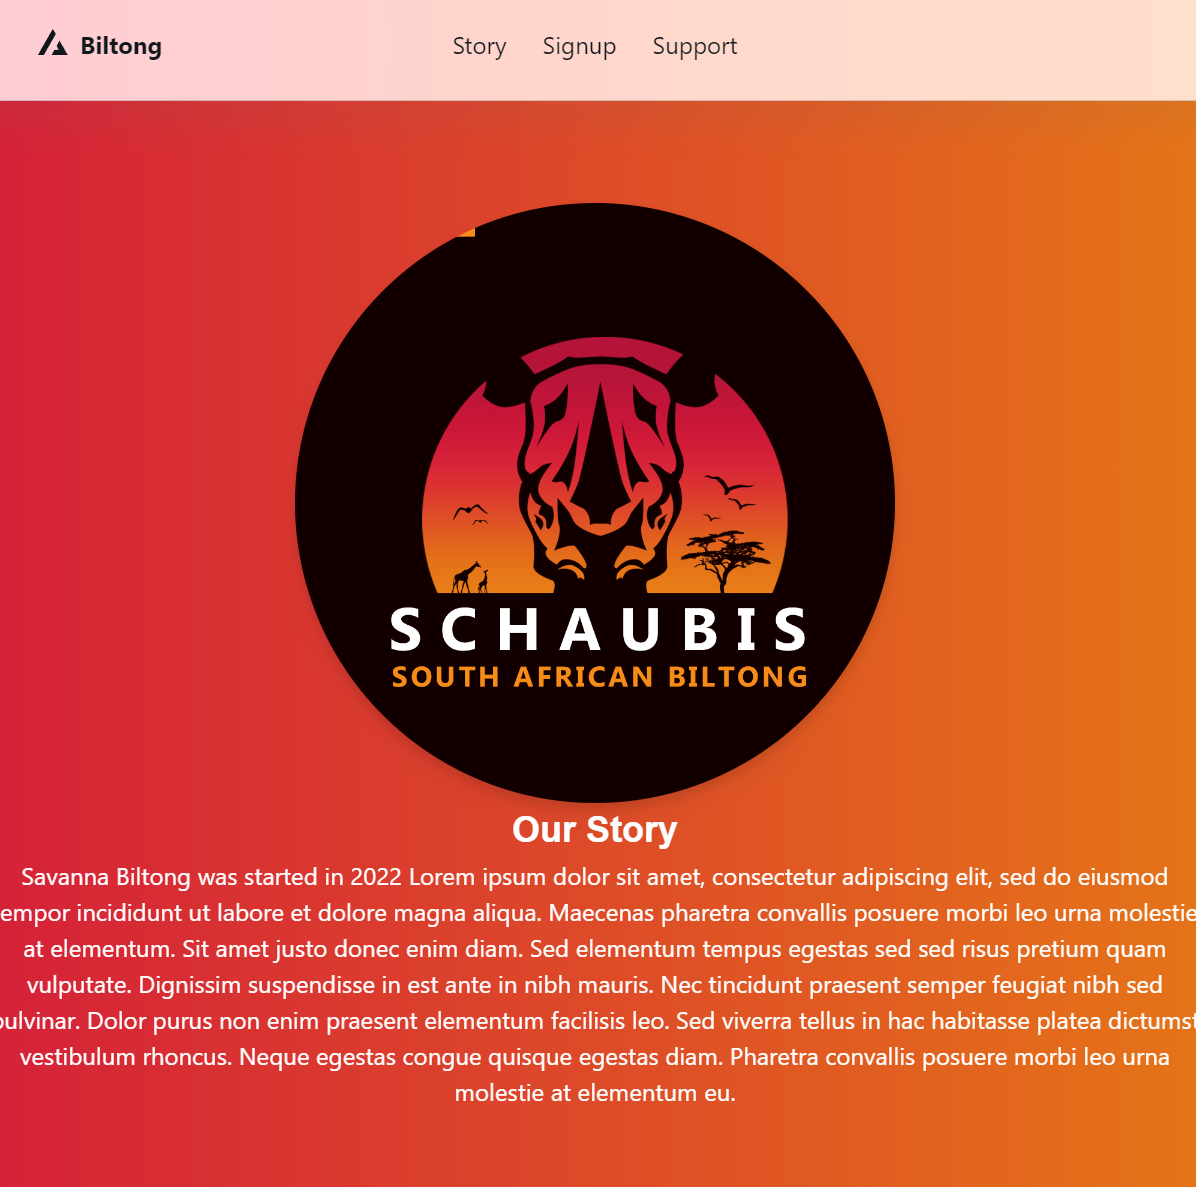 Biltong
Story Signup Support
SCHAUBIS
SOUTH AFRICAN BILTONG
Our Story
Savanna Biltong was started in 2022 Lorem ipsum dolor sit amet, consectetur adipiscing elit, sed do eiusmod
empor incididunt ut labore et dolore magna aliqua. Maecenas pharetra convallis posuere morbi leo urna molestie
at elementum. Sit amet justo donec enim diam. Sed elementum tempus egestas sed sed risus pretium quam
vulputate. Dignissim suspendisse in est ante in nibh mauris. Nec tincidunt praesent semper feugiat nibh sed
pulvinar. Dolor purus non enim praesent elementum facilisis leo. Sed viverra tellus in hac habitasse platea dictumst
vestibulum rhoncus. Neque egestas congue quisque egestas diam. Pharetra convallis posuere morbi leo urna
molestie at elementum eu.